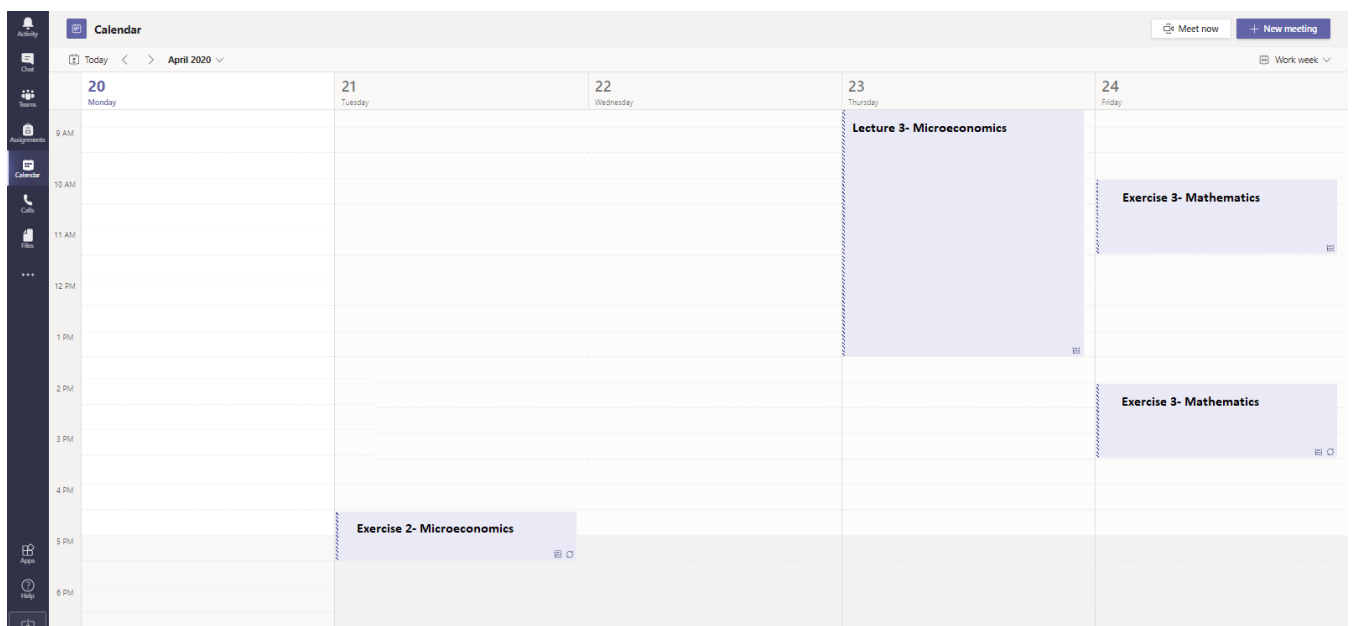 Activity
Calendar
Meet now
+ New meeting
Chat
Today
April 2020
Work week
Teams
20
21
22
23
24
Monday
Tuesday
Wednesday
Thursday
Friday
Assignments
9 AM
Lecture 3- Microeconomics
Calendar
10 AM
Exercise 3- Mathematics
Calls
11 AM
Files
12 PM
1 PM
2 PM
Exercise 3- Mathematics
3 PM
4 PM
Exercise 2- Microeconomics
5 PM
Apps
Help
6 PM